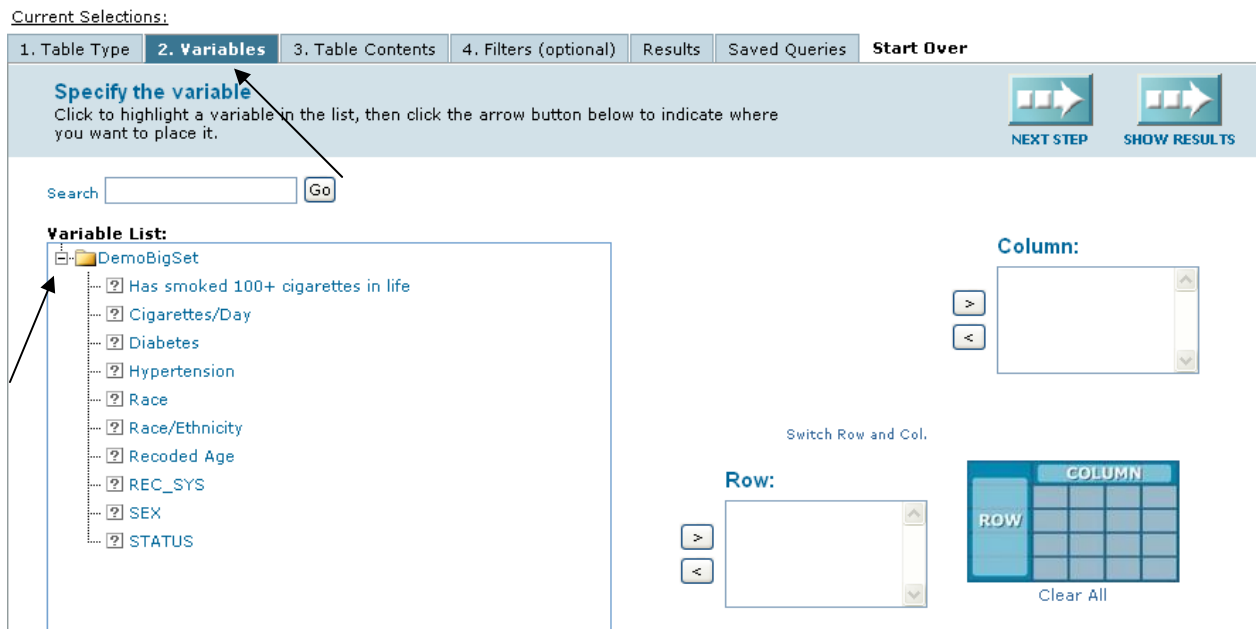 Current Selections:
1. Table Type 2. Variables 3. Table Contents 4. Filters (optional) Results Saved Queries Start Over
Specify the variable
Click to highlight a variable in the list, then click the arrow button below to indicate where
you want to place it.
NEXT STEP SHOW RESULTS
Search Go
Variable List:
DemoBigSet
? Has smoked 100+ cigarettes in life
? Cigarettes/Day
? Diabetes
? Hypertension
? Race
? Race/Ethnicity
? Recoded Age
? REC_SYS
? SEX
? STATUS
Column:
>
<
Switch Row and Col.
Row:
>
<
COLUMN
ROW
Clear All